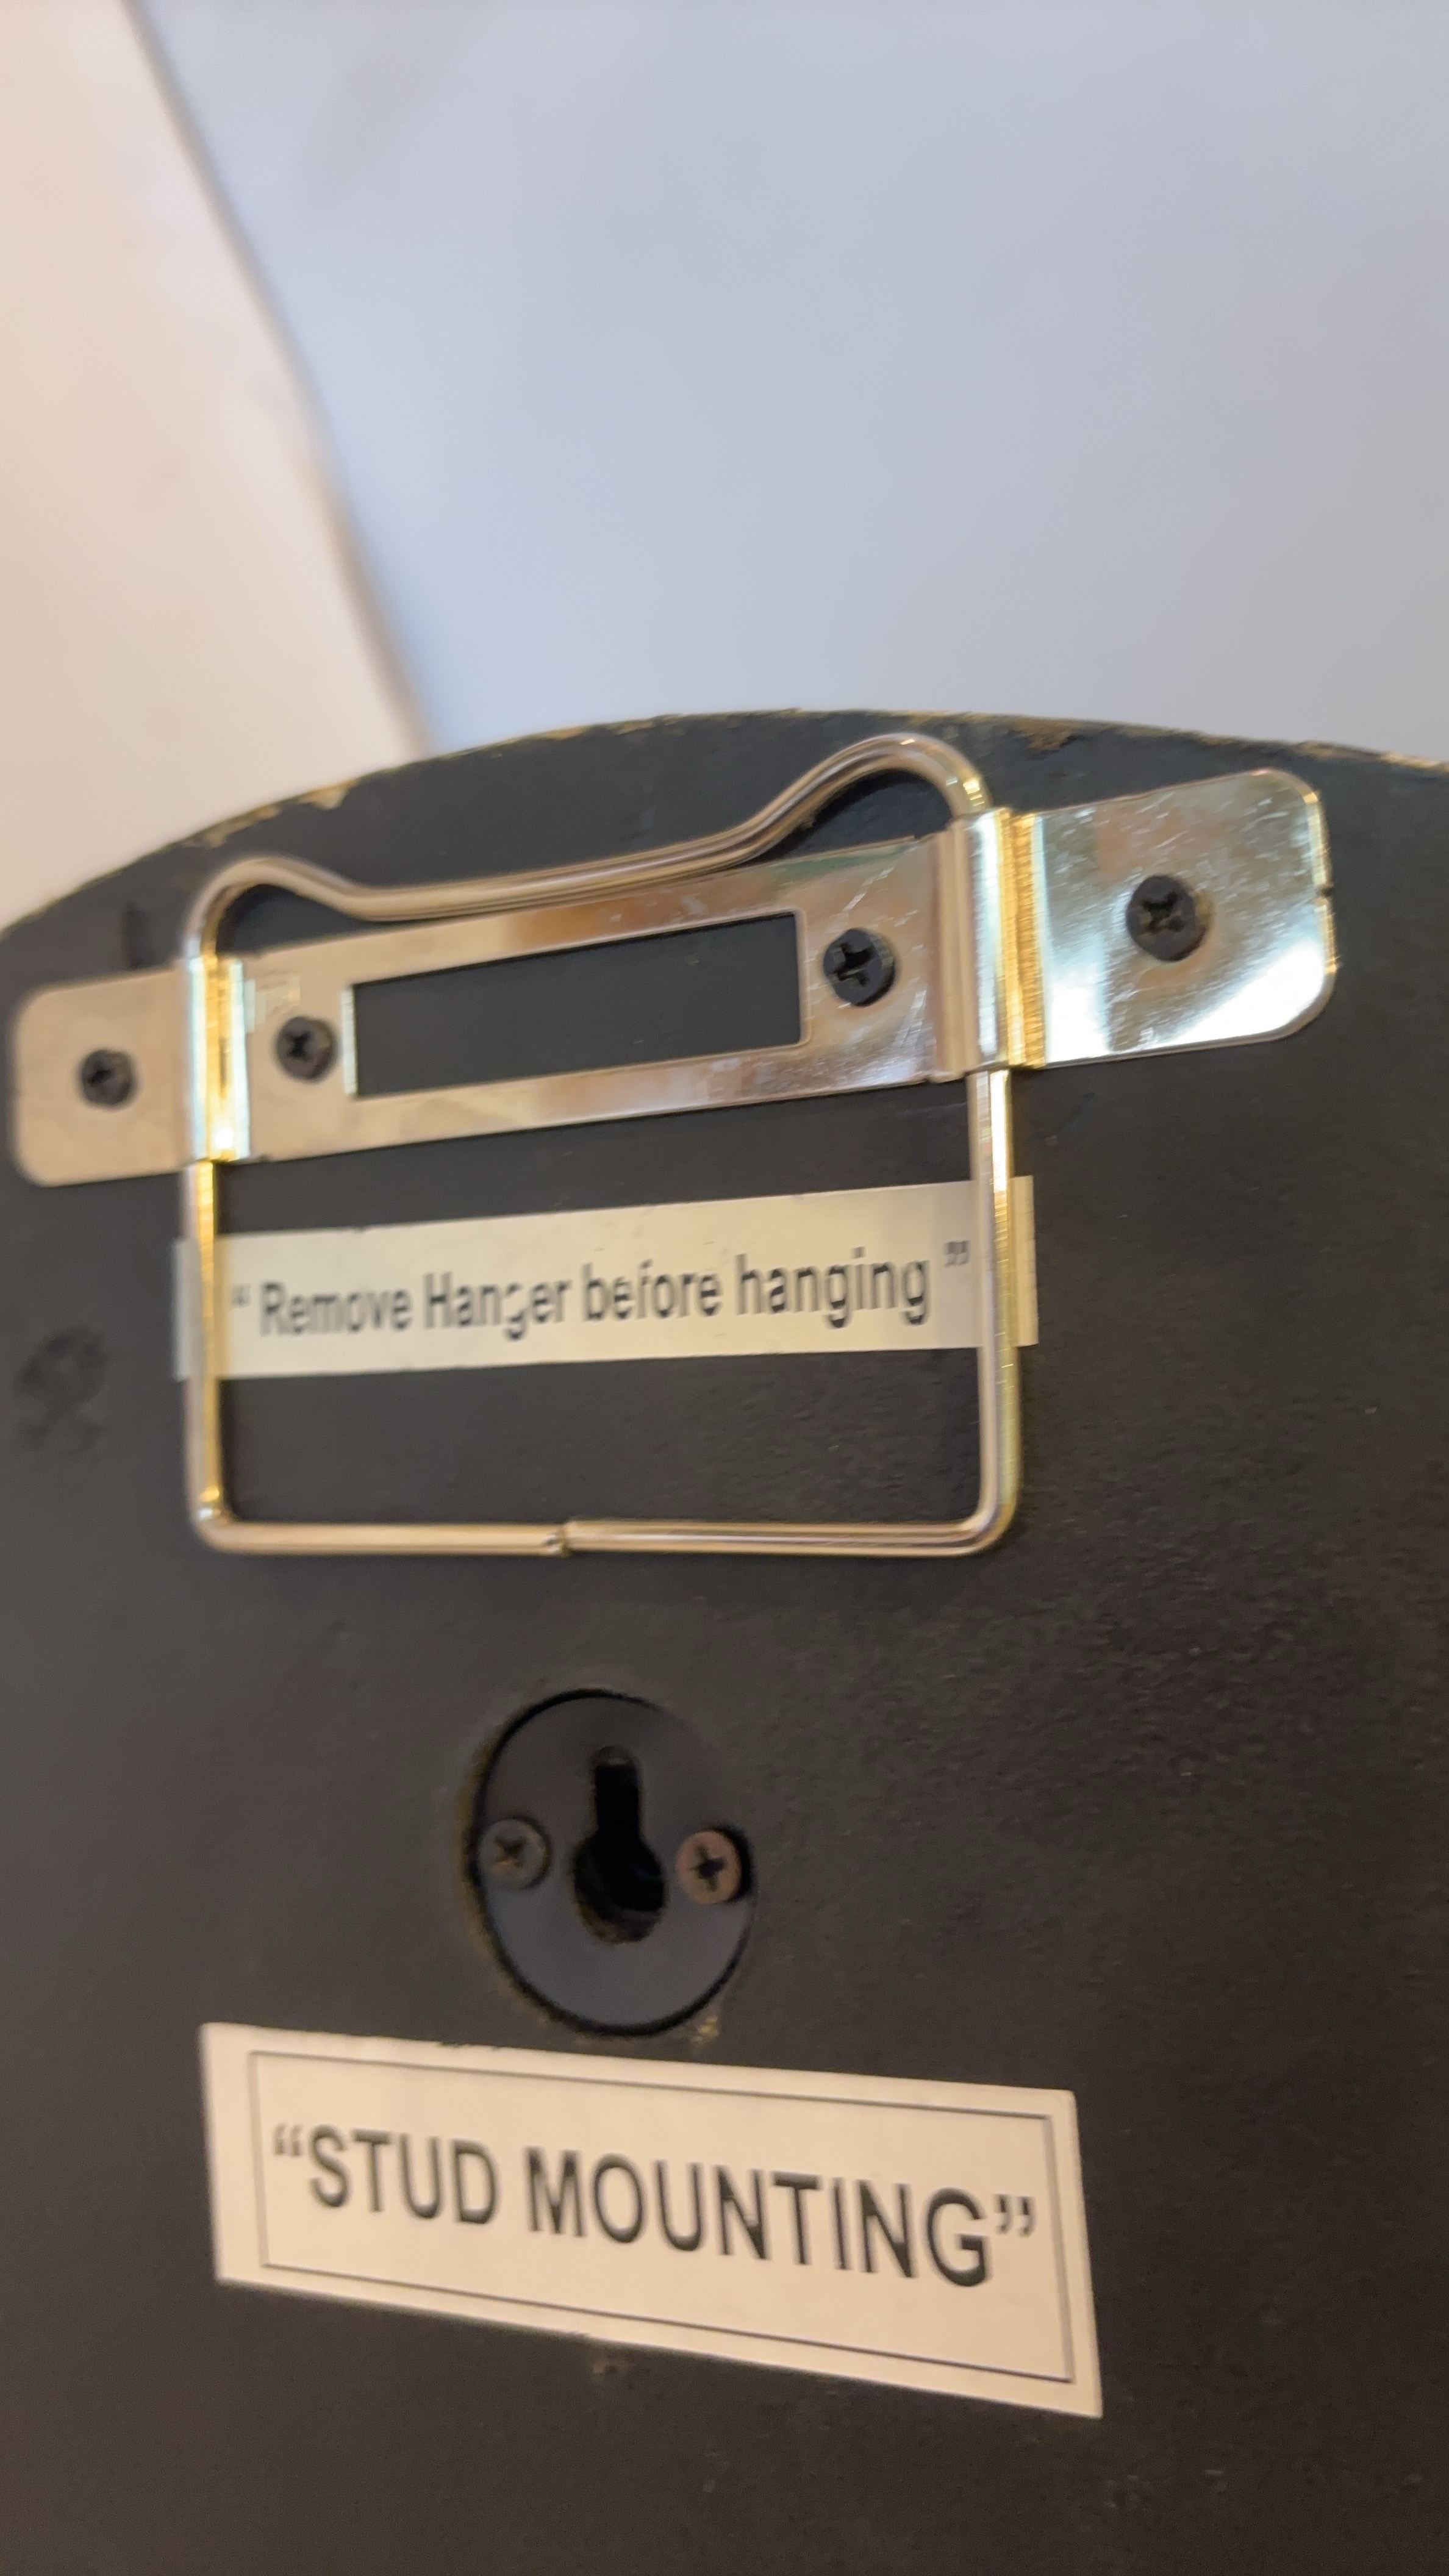 “ Remove Hanger before hanging ”
“STUD MOUNTING”